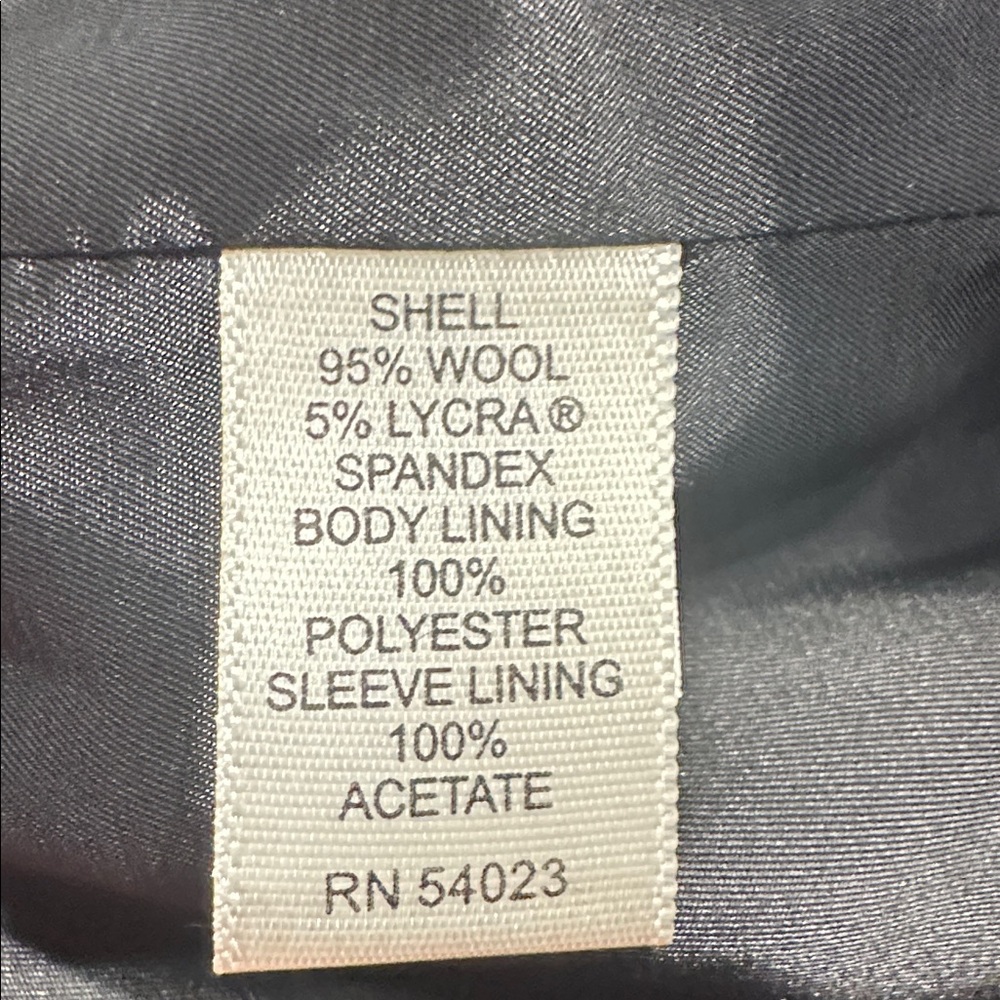 SHELL
95% WOOL
5% LYCRA ®
SPANDEX
BODY LINING
100%
POLYESTER
SLEEVE LINING
100%
ACETATE
RN 54023